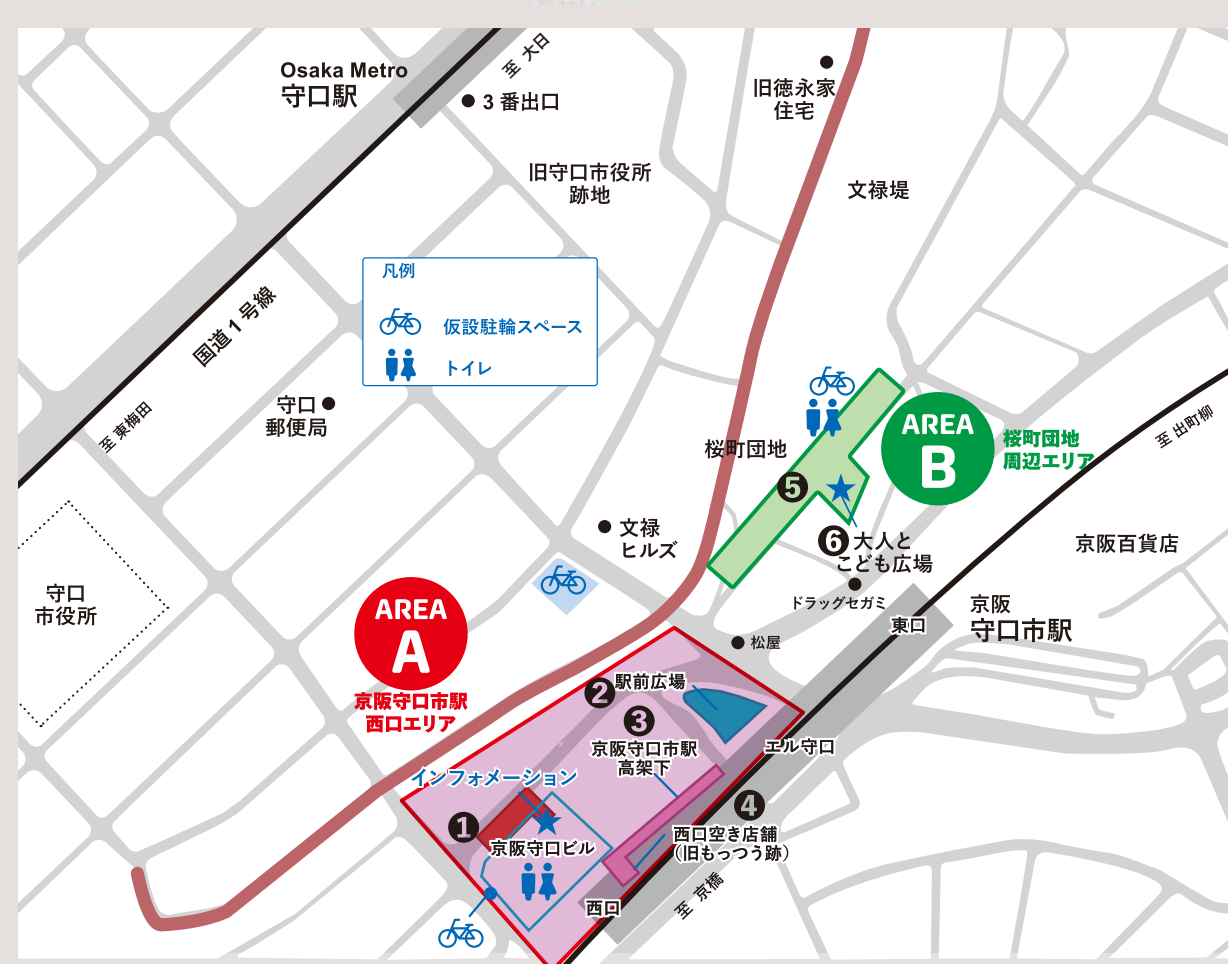 Osaka Metro
守口駅
至 大日
3 番出口
旧徳永家
住宅
旧守口市役所
跡地
文禄堤
凡例
仮設駐輪スペース
トイレ
国道1号線
至 東梅田
守口
郵便局
桜町団地
AREA
B
桜町団地
周辺エリア
至 出町柳
5
6 大人と
こども広場
ドラッグセガミ
京阪百貨店
文禄
ヒルズ
守口
市役所
AREA
A
京阪守口市駅
西口エリア
東口
京阪
守口市駅
松屋
2 駅前広場
3
京阪守口市駅
高架下
エル守口
インフォメーション
1
京阪守口ビル
4
西口空き店舗
（旧もっつう跡）
西口
至 京橋